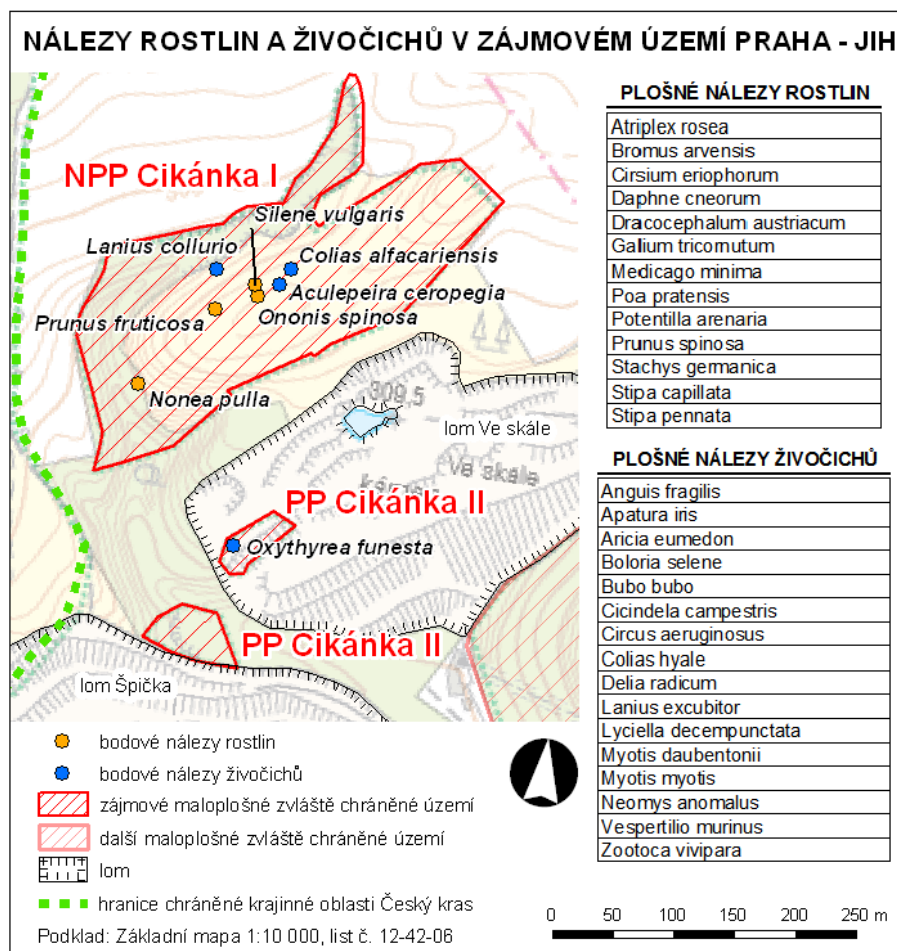 NÁLEZY ROSTLIN A ŽIVOČICHŮ V ZÁJMOVÉM ÚZEMÍ PRAHA - JIH
NPP Cikánka I
Silene vulgaris
Lanius collurio
Colias alfacariensis
Aculepeira ceropegia
Prunus fruticosa
Ononis spinosa
Nonea pulla
309,5
lom Ve skále
Ve skále
PP Cikánka II
Oxythyrea funesta
PP Cikánka II
lom Špička
PLOŠNÉ NÁLEZY ROSTLIN
Atriplex rosea
Bromus arvensis
Cirsium eriophorum
Daphne cneorum
Dracocephalum austriacum
Galium tricornutum
Medicago minima
Poa pratensis
Potentilla arenaria
Prunus spinosa
Stachys germanica
Stipa capillata
Stipa pennata
PLOŠNÉ NÁLEZY ŽIVOČICHŮ
Anguis fragilis
Apatura iris
Aricia eumedon
Boloria selene
Bubo bubo
Cicindela campestris
Circus aeruginosus
Colias hyale
Delia radicum
Lanius excubitor
Lyciella decempunctata
Myotis daubentonii
Myotis myotis
Neomys anomalus
Vespertilio murinus
Zootoca vivipara
bodové nálezy rostlin
bodové nálezy živočichů
zájmové maloplošné zvláště chráněné území
další maloplošné zvláště chráněné území
lom
hranice chráněné krajinné oblasti Český kras
Podklad: Základní mapa 1:10 000, list č. 12-42-06
0 50 100 150 200 250 m